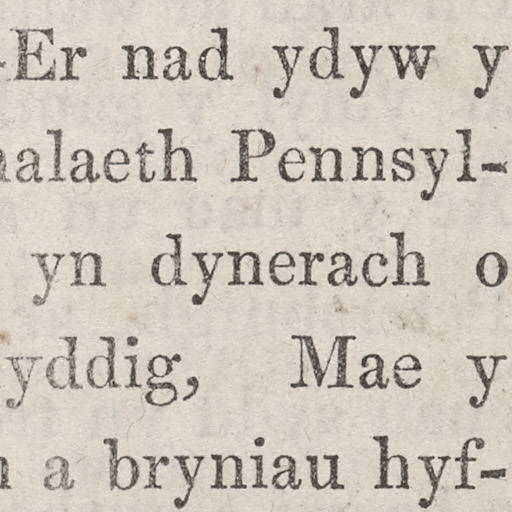 -Er nad ydyw y
alaeth Pennsyl-
yn dynerach o
yddig, Mae y
a bryniau hyf-